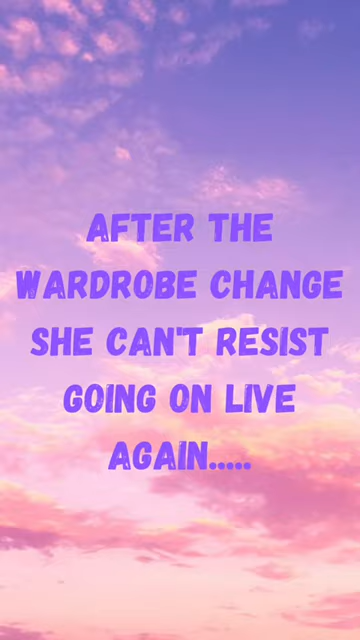 AFTER THE
WARDROBE CHANGE
SHE CAN'T RESIST
GOING ON LIVE
AGAIN.....